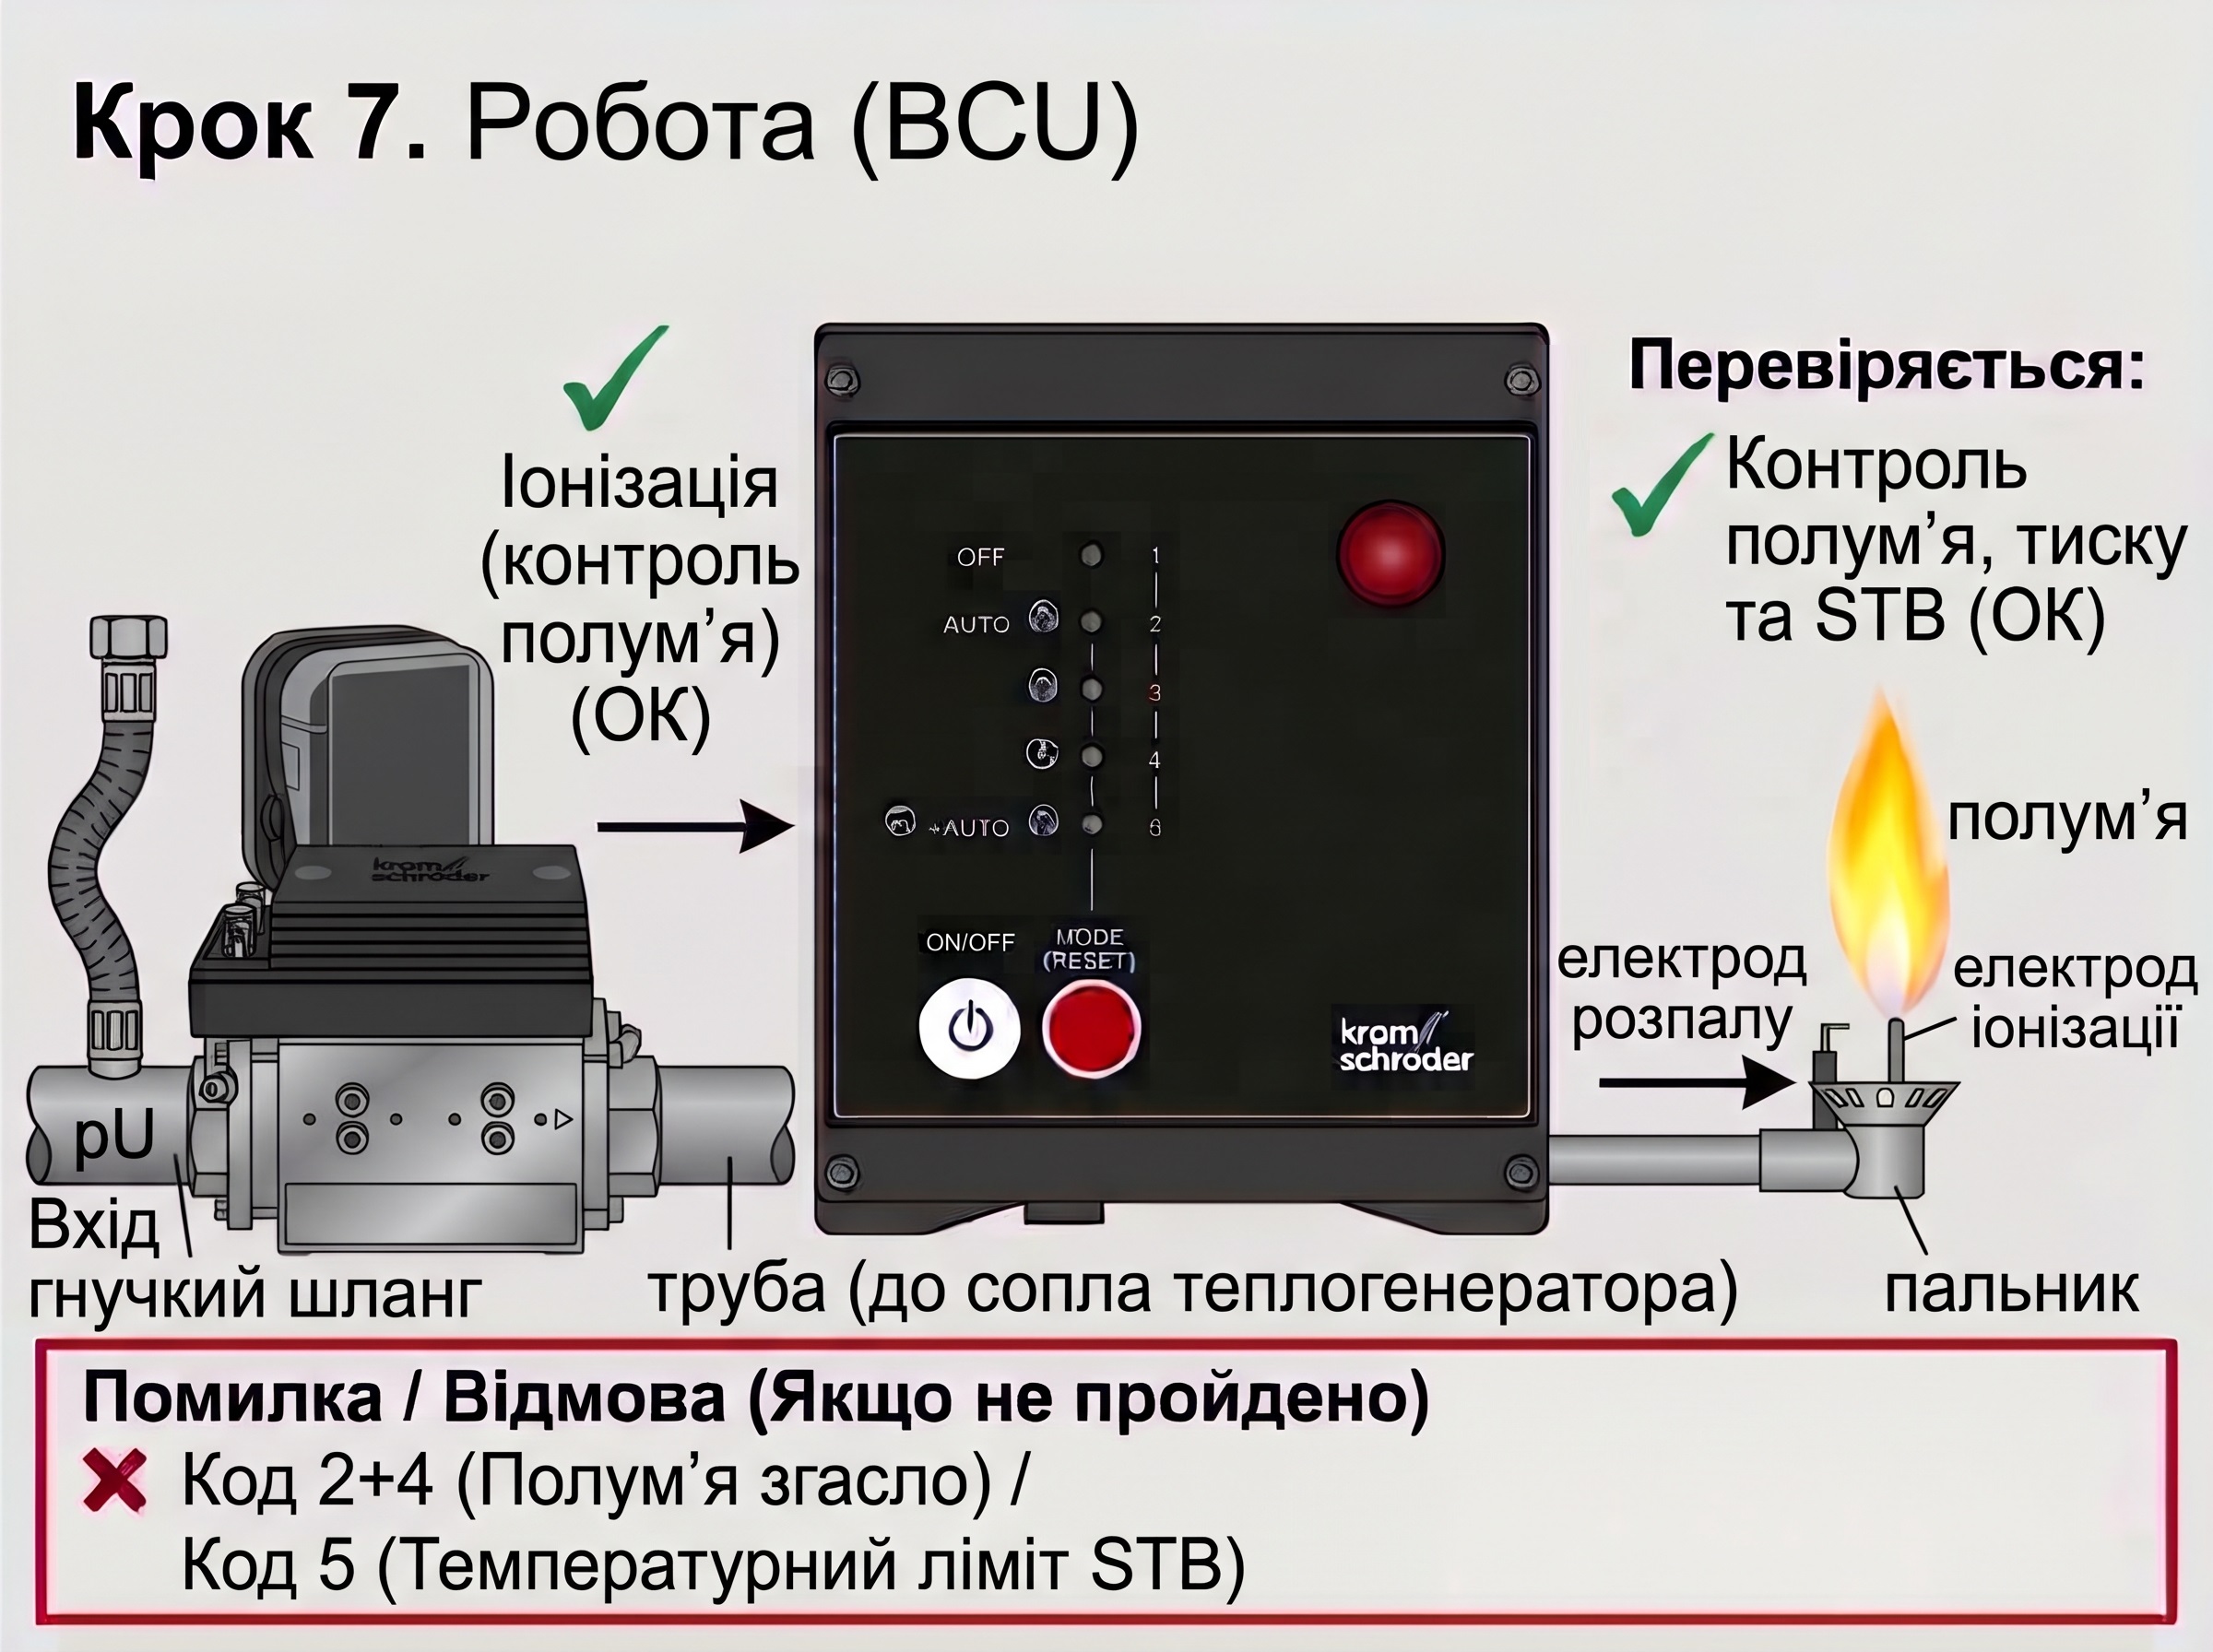 Крок 7. Робота (BCU)
Іонізація
(контроль
полум’я)
(ОК)
Перевіряється:
Контроль
полум’я, тиску
та STB (ОК)
OFF 1
AUTO 2
3
4
AUTO 6
ON/OFF
MODE
(RESET)
krom
schroder
krom
schroder
полум’я
електрод
розпалу
електрод
іонізації
pU
Вхід
гнучкий шланг
труба (до сопла теплогенератора)
пальник
Помилка / Відмова (Якщо не пройдено)
Код 2+4 (Полум’я згасло) /
Код 5 (Температурний ліміт STB)